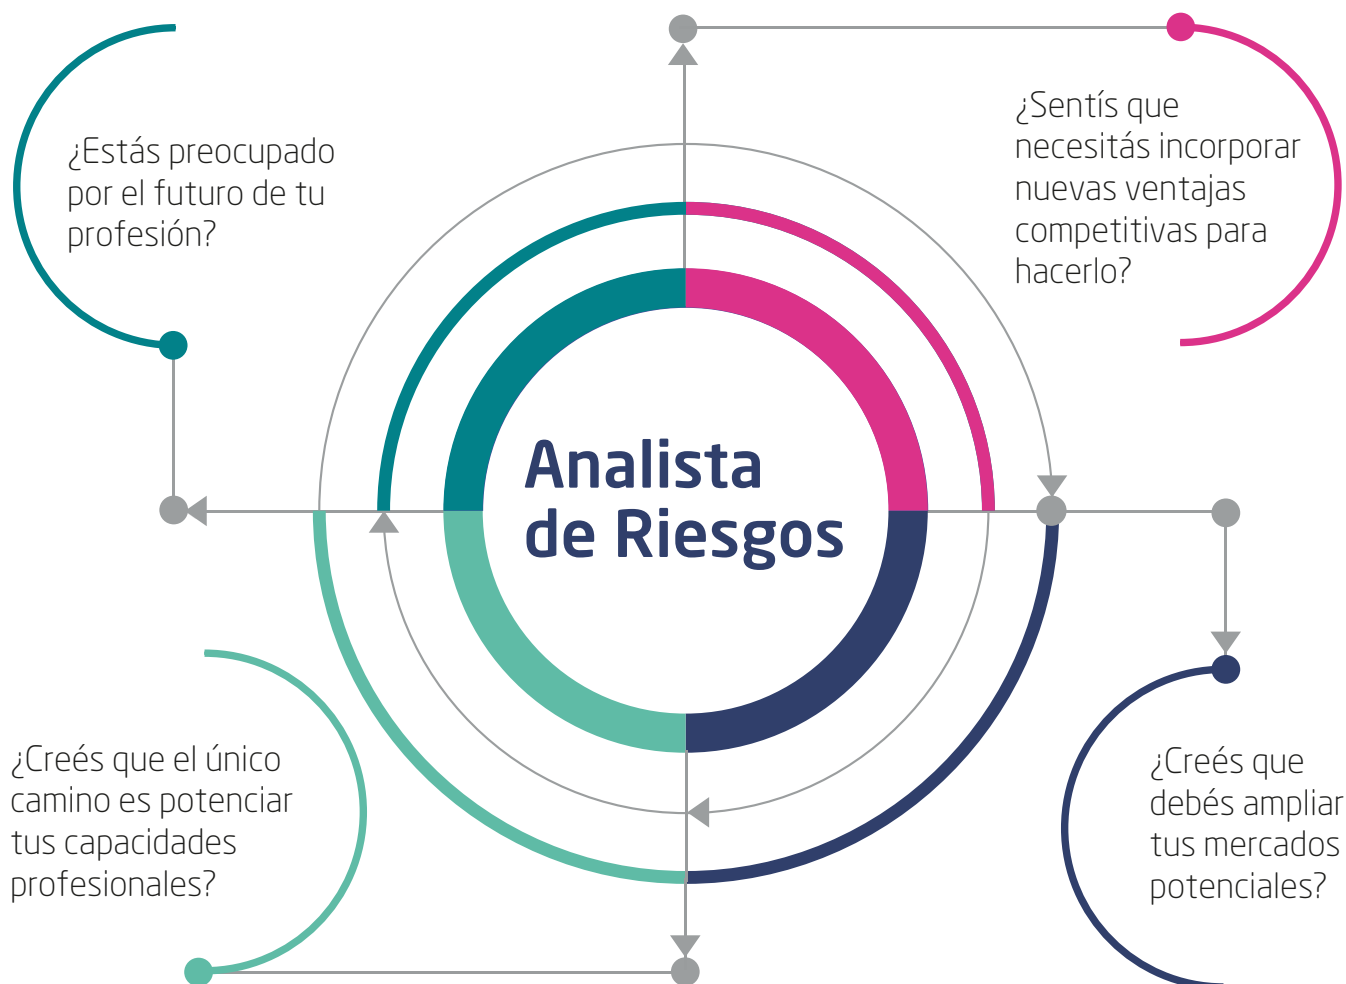 ¿Estás preocupado
por el futuro de tu
profesión?
¿Sentís que
necesitás incorporar
nuevas ventajas
competitivas para
hacerlo?
Analista
de Riesgos
¿Creés que el único
camino es potenciar
tus capacidades
profesionales?
¿Creés que
debés ampliar
tus mercados
potenciales?